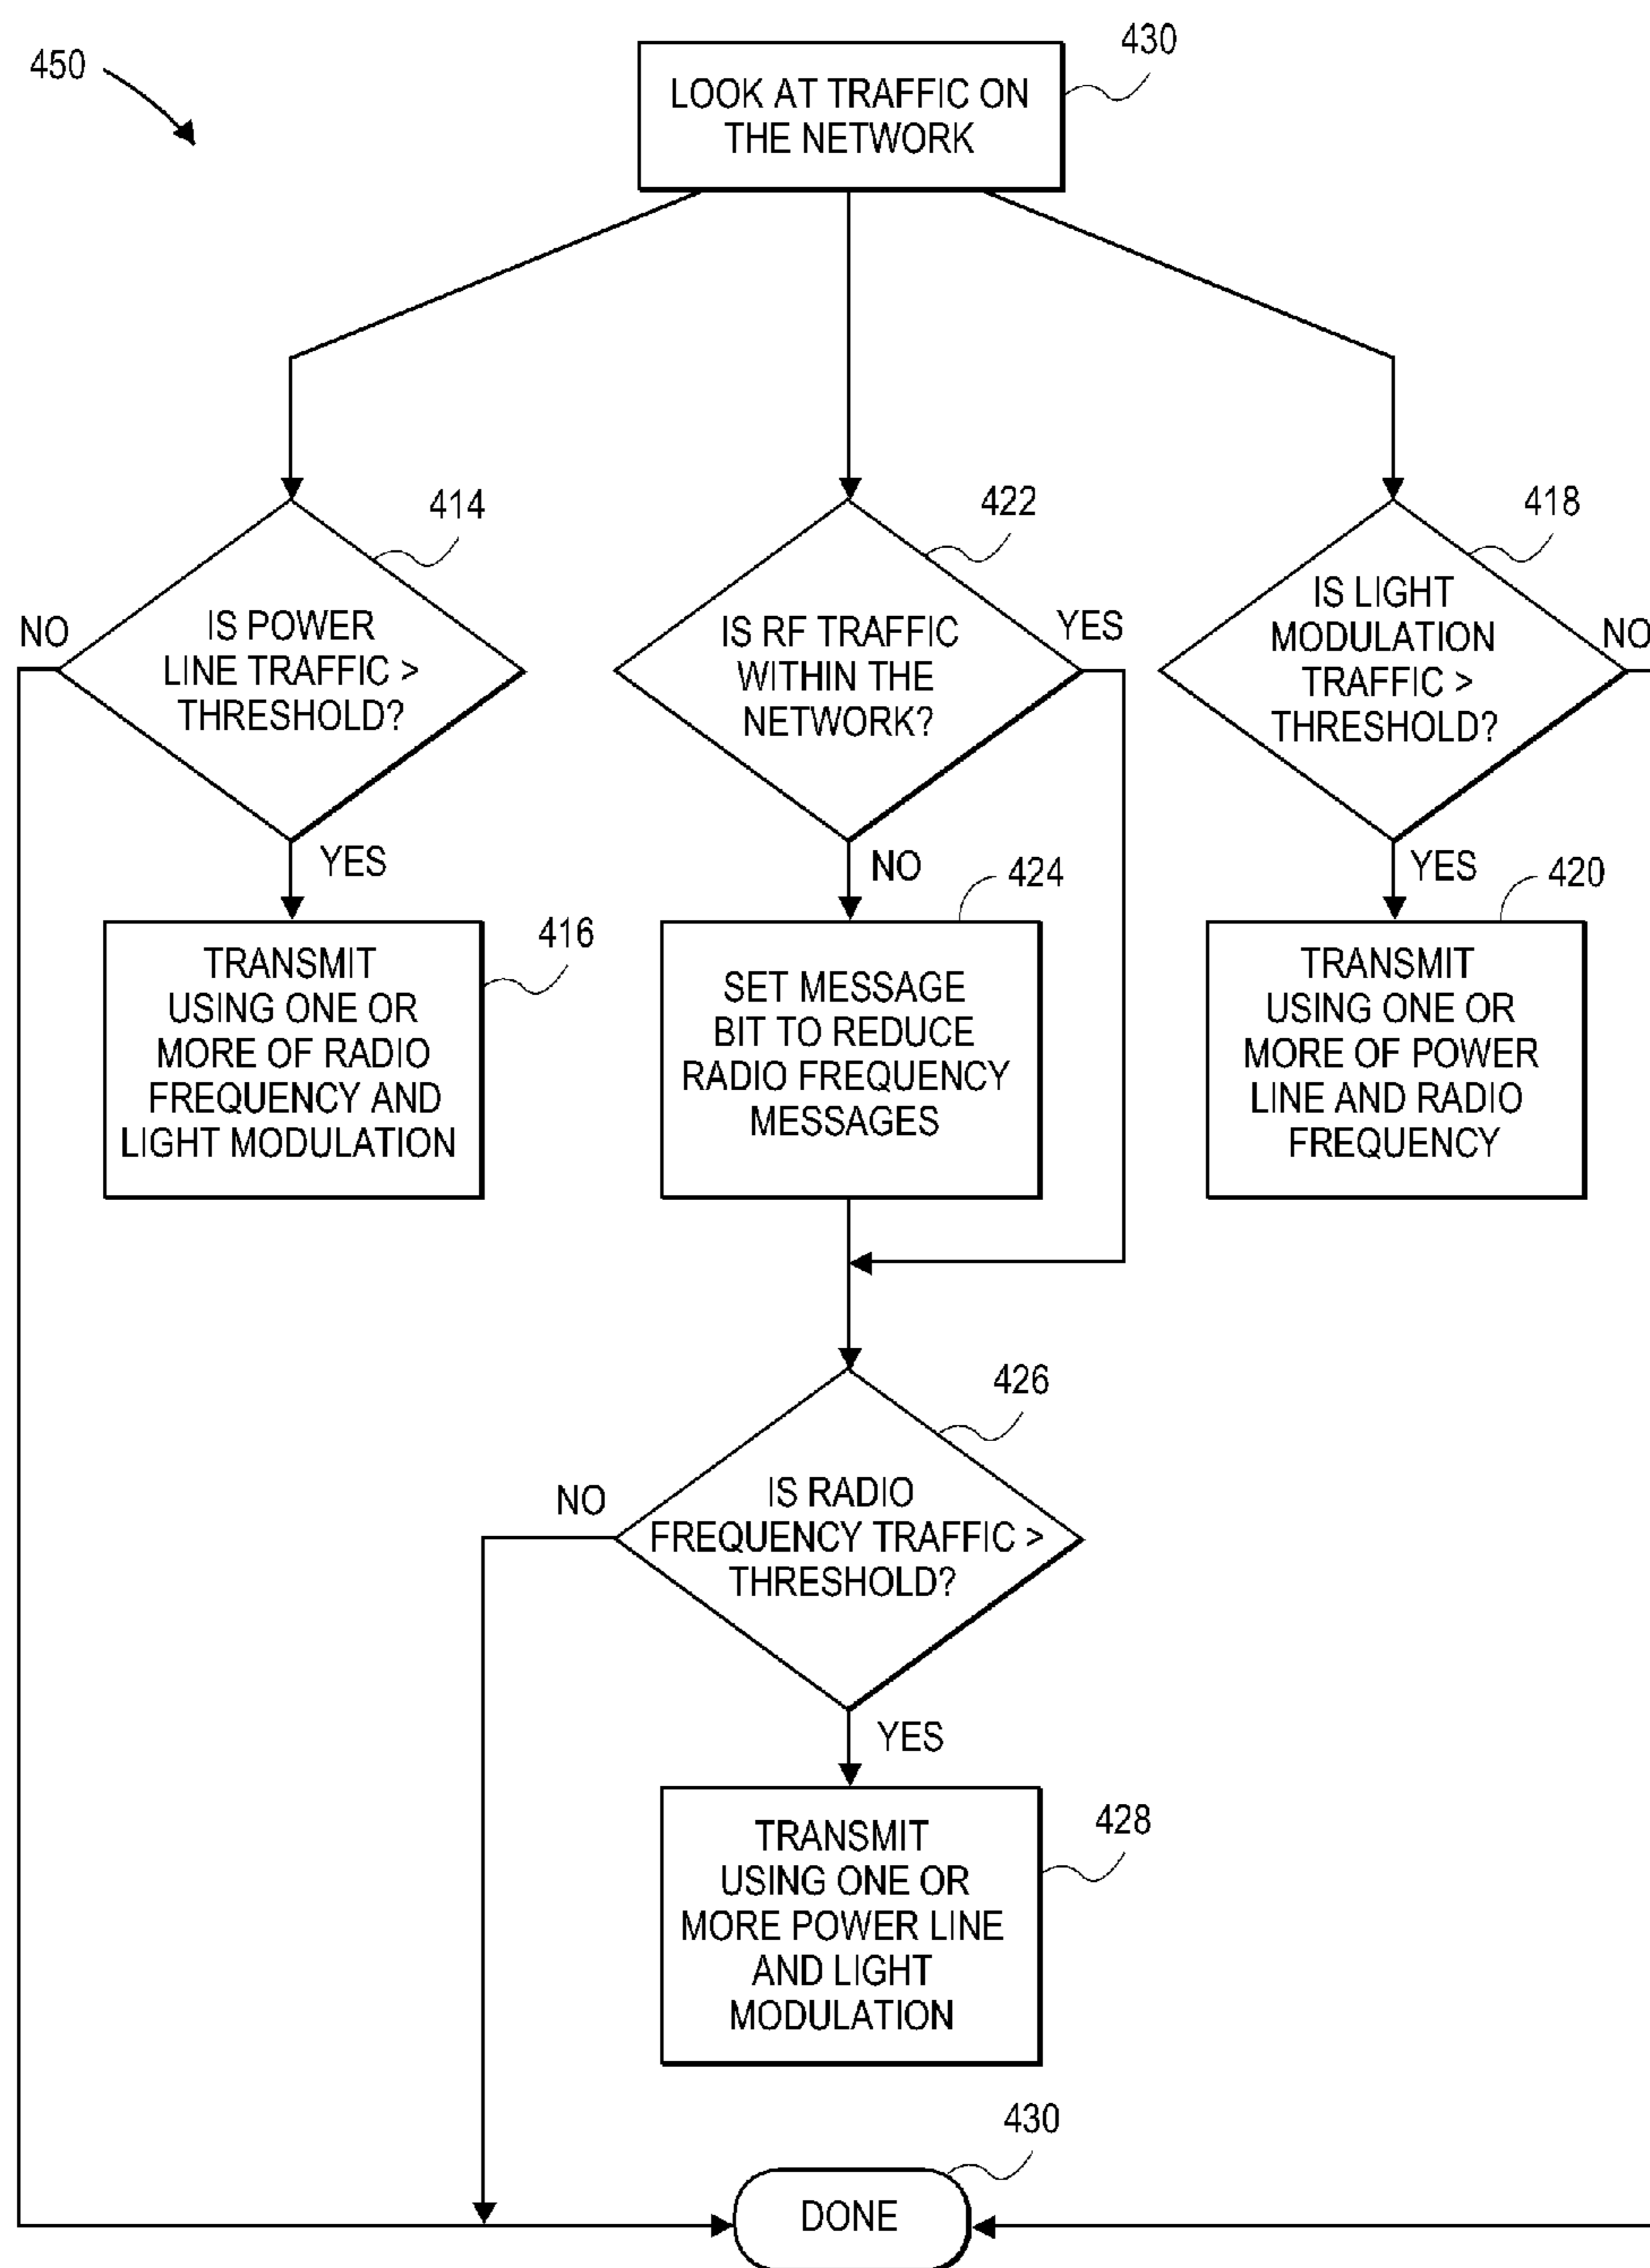 450
430
LOOK AT TRAFFIC ON
THE NETWORK
414
422
418
NO
IS POWER
LINE TRAFFIC >
THRESHOLD?
YES
IS RF TRAFFIC
WITHIN THE
NETWORK?
YES
NO
IS LIGHT
MODULATION
TRAFFIC >
THRESHOLD?
NO
YES
416
TRANSMIT
USING ONE OR
MORE OF RADIO
FREQUENCY AND
LIGHT MODULATION
424
SET MESSAGE
BIT TO REDUCE
RADIO FREQUENCY
MESSAGES
420
TRANSMIT
USING ONE OR
MORE OF POWER
LINE AND RADIO
FREQUENCY
426
NO
IS RADIO
FREQUENCY TRAFFIC >
THRESHOLD?
YES
428
TRANSMIT
USING ONE OR
MORE POWER LINE
AND LIGHT
MODULATION
430
DONE